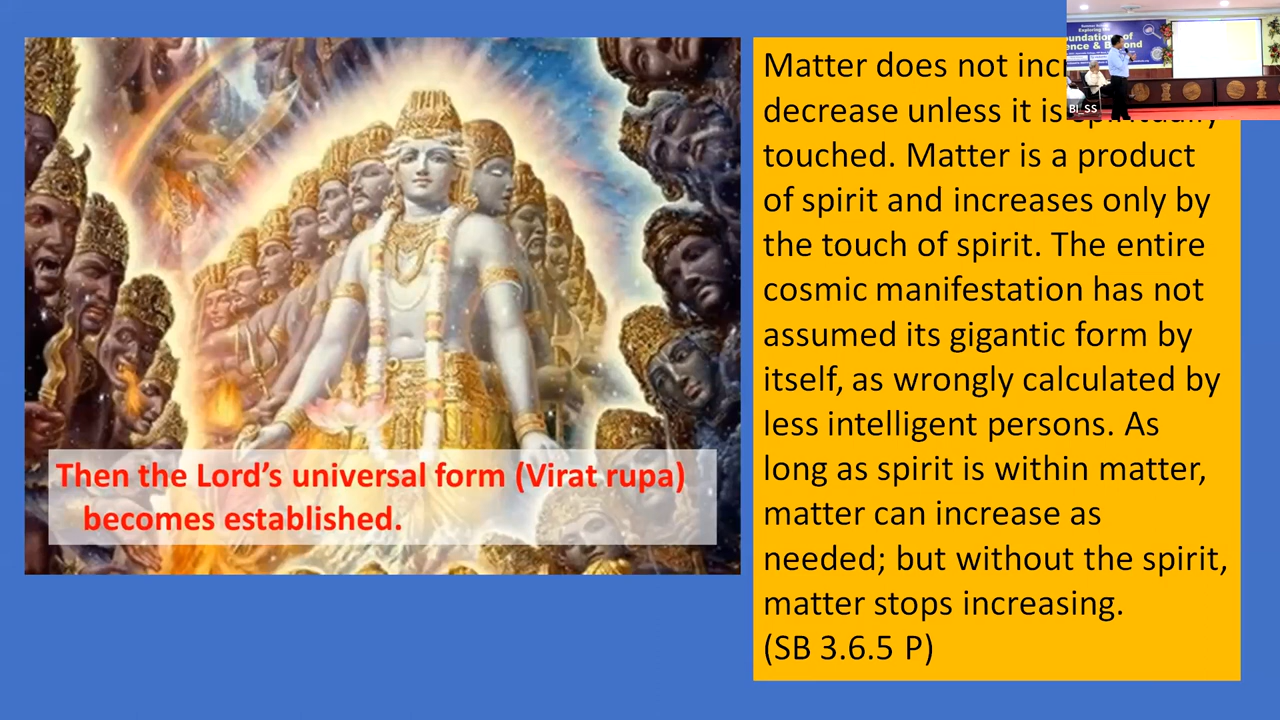 Matter does not
decrease unless it is spiritually
touched. Matter is a product
of spirit and increases only by
the touch of spirit. The entire
cosmic manifestation has not
assumed its gigantic form by
itself, as wrongly calculated by
less intelligent persons. As
long as spirit is within matter,
matter can increase as
needed; but without the spirit,
matter stops increasing.
(SB 3.6.5 P)
Then the Lord's universal form (Virat rupa)
becomes established.
BI_SS